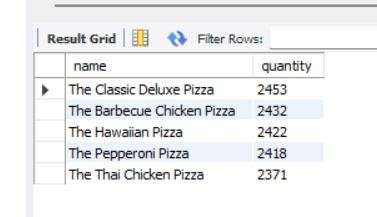 Result Grid Filter Rows:
name quantity
The Classic Deluxe Pizza 2453
The Barbecue Chicken Pizza 2432
The Hawaiian Pizza 2422
The Pepperoni Pizza 2418
The Thai Chicken Pizza 2371